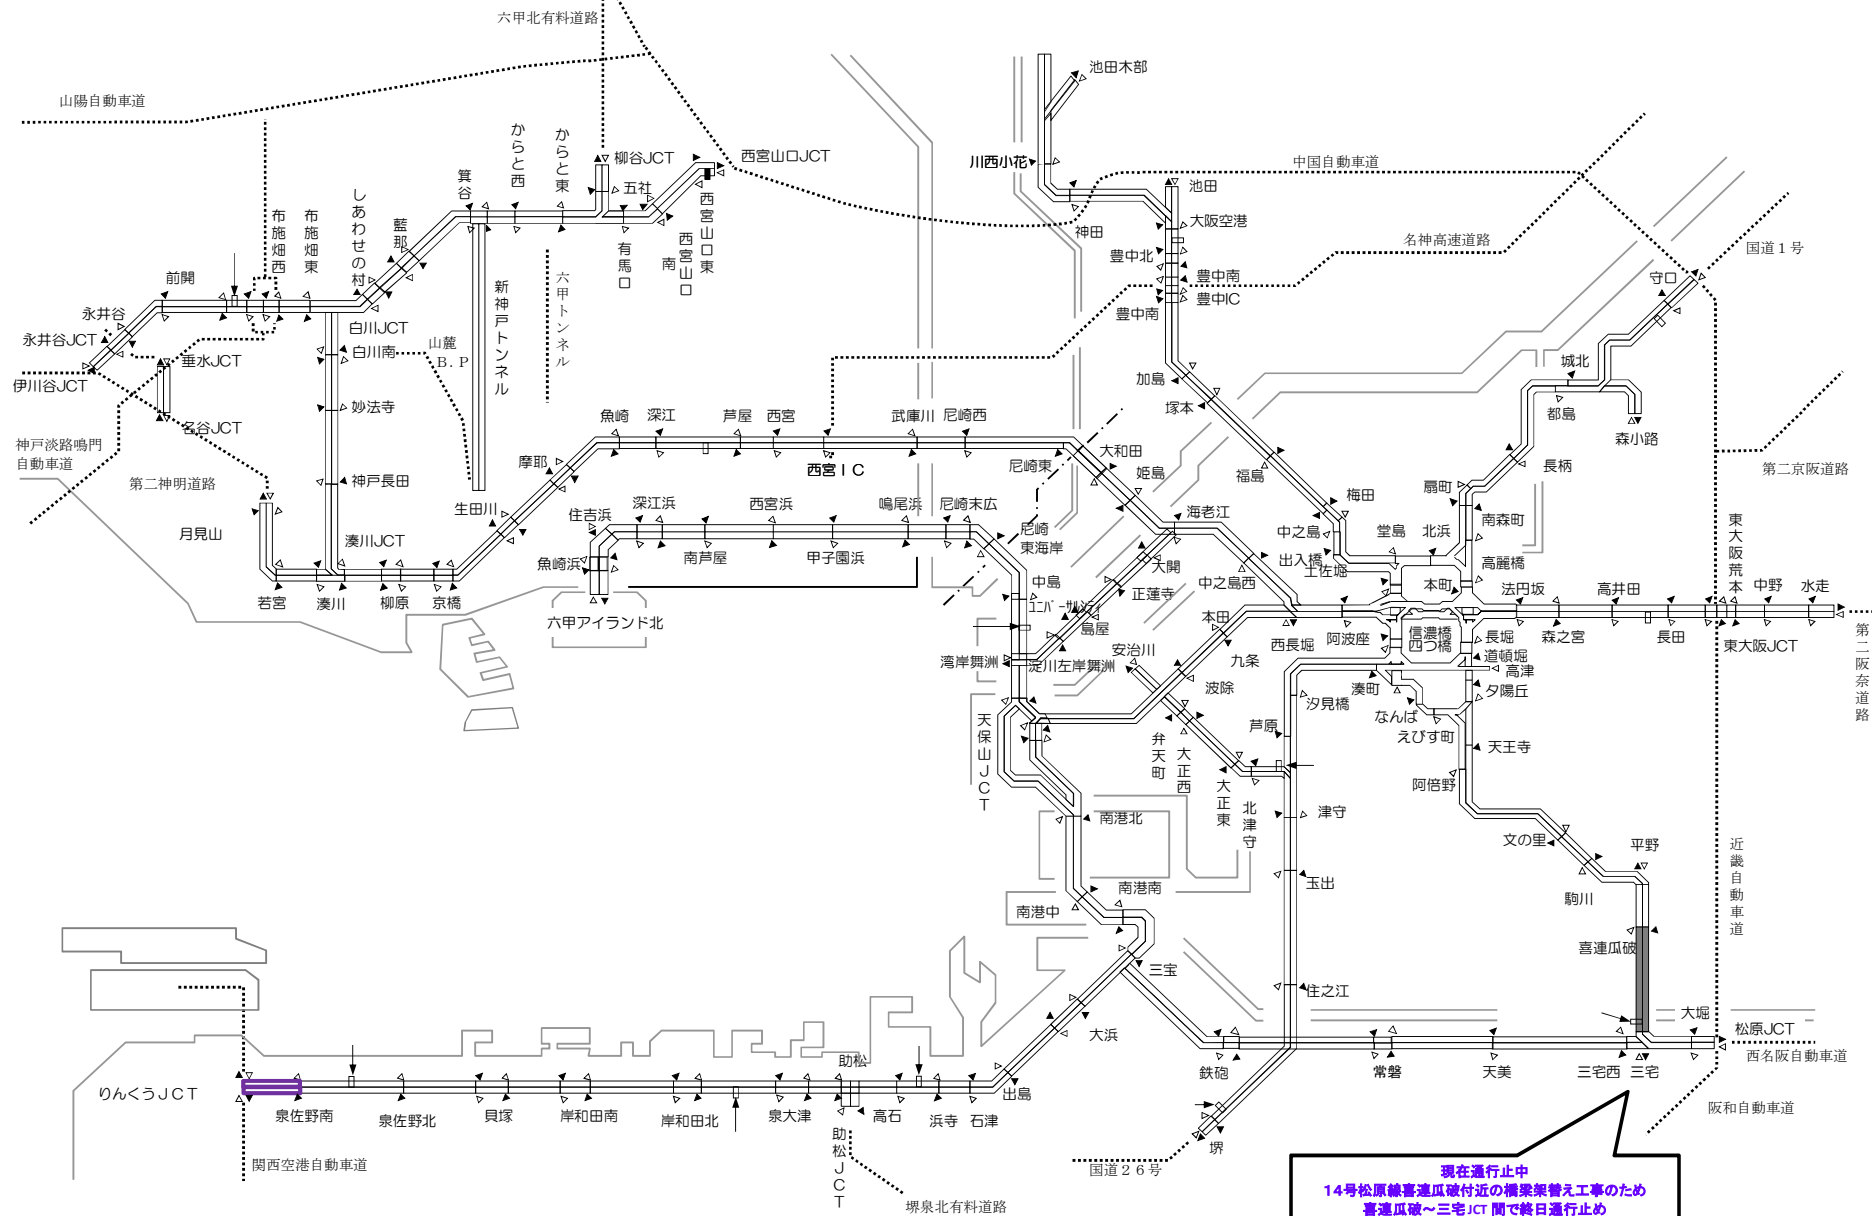 六甲北有料道路
山陽自動車道
池田木部
川西小花
中国自動車道
名神高速道路
国道１号
守口
からと西
からと東
柳谷JCT
西宮山口JCT
箕谷
五社
有馬口
西宮山口南
西宮山口東
布施畑西
布施畑東
しあわせの村
藍那
前開
永井谷
永井谷JCT
伊川谷JCT
垂水JCT
名谷JCT
白川JCT
白川南
山麓
Ｂ．Ｐ
新神戸トンネル
六甲トンネル
妙法寺
神戸長田
神戸淡路鳴門
自動車道
第二神明道路
月見山
若宮
湊川
湊川JCT
柳原
京橋
生田川
摩耶
魚崎
深江
芦屋
西宮
西宮ＩＣ
武庫川
尼崎西
尼崎東
大和田
姫島
海老江
住吉浜
魚崎浜
六甲アイランド北
深江浜
南芦屋
西宮浜
甲子園浜
鳴尾浜
尼崎末広
尼崎
東海岸
中島
ﾕﾆﾊﾞｰｻﾙｼﾃｨ
湾岸舞洲
淀川左岸舞洲
島屋
正蓮寺
大開
神田
池田
大阪空港
豊中北
豊中南
豊中IC
豊中南
加島
塚本
福島
梅田
中之島
出入橋
土佐堀
堂島
北浜
中之島西
城北
都島
森小路
長柄
扇町
南森町
高麗橋
本町
法円坂
高井田
東大阪荒本
中野
水走
森之宮
長田
東大阪JCT
第二京阪道路
第二阪奈道路
本田
九条
波除
安治川
西長堀
阿波座
信濃橋
四つ橋
長堀
道頓堀
高津
夕陽丘
湊町
なんば
えびす町
天王寺
阿倍野
汐見橋
芦原
弁天町
大正西
大正東
北津守
天保山ＪＣＴ
南港北
南港南
南港中
津守
玉出
住之江
文の里
駒川
平野
喜連瓜破
近畿自動車道
三宝
大浜
出島
鉄砲
常磐
天美
三宅西
三宅
大堀
松原JCT
西名阪自動車道
阪和自動車道
堺
国道２６号
りんくうＪＣＴ
泉佐野南
泉佐野北
貝塚
岸和田南
岸和田北
泉大津
助松
高石
浜寺
石津
助松ＪＣＴ
関西空港自動車道
堺泉北有料道路
現在通行止中
14号松原線喜連瓜破付近の橋梁架替え工事のため
喜連瓜破～三宅JCT間で終日通行止め